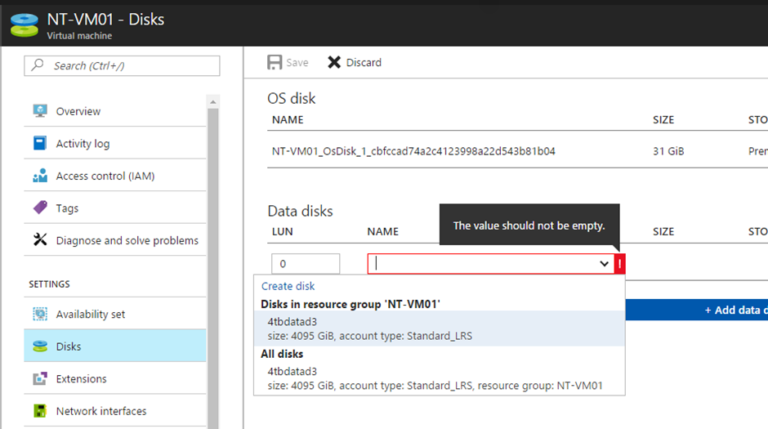 NT-VM01 - Disks
Virtual machine
Search (Ctrl+/)
Overview
Activity log
Access control (IAM)
Tags
Diagnose and solve problems
SETTINGS
Availability set
Disks
Extensions
Network interfaces
Save Discard
OS disk
NAME SIZE STO
NT-VM01_OsDisk_1_cbfccad74a2c4123998a22d543b81b04 31 GiB Pren
Data disks
The value should not be empty.
LUN NAME SIZE STO
0 !
Create disk
Disks in resource group 'NT-VM01'
4tbdatad3
size: 4095 GiB, account type: Standard_LRS
All disks
4tbdatad3
size: 4095 GiB, account type: Standard_LRS, resource group: NT-VM01
+ Add data d